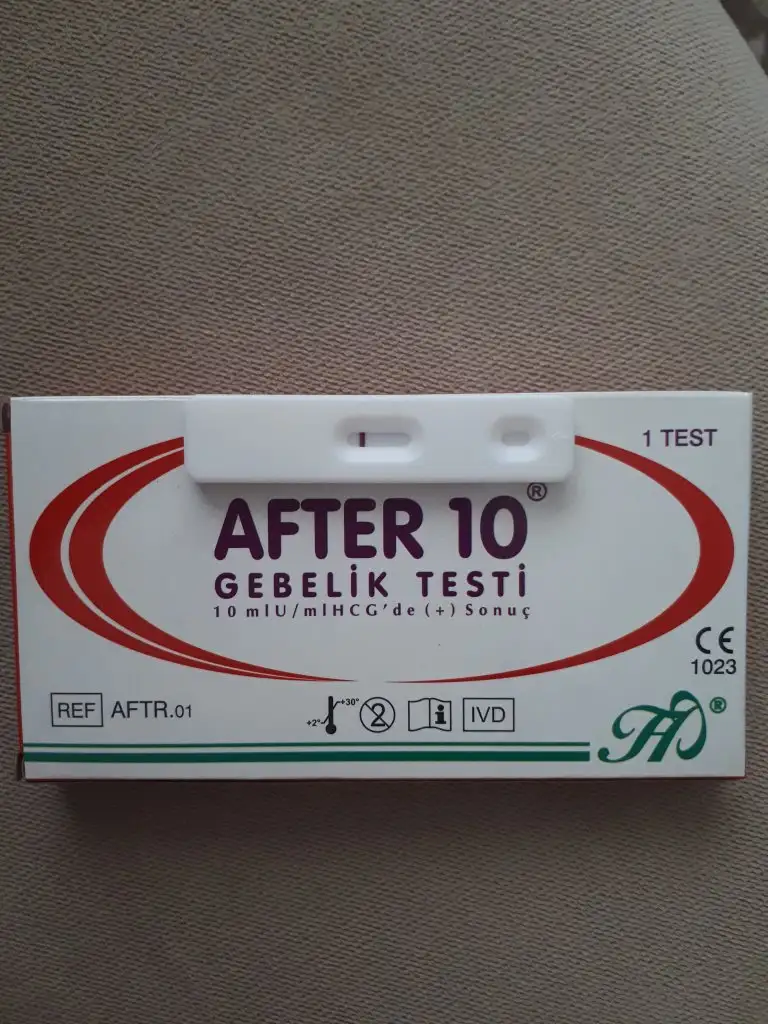 1 TEST
AFTER 10®
GEBELİK TESTİ
10 mIU/mlHCG'de (+) Sonuç
CE
1023
REF AFTR.01
+2° +30° 2 i IVD
H ®